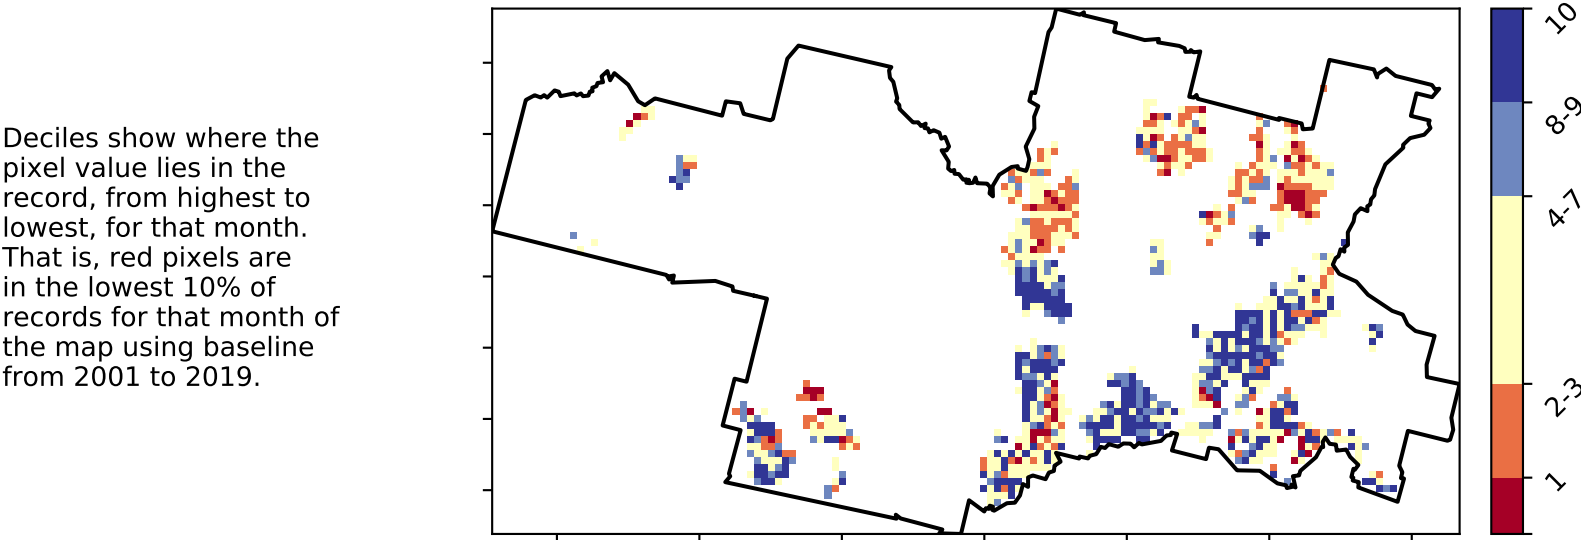 Deciles show where the
pixel value lies in the
record, from highest to
lowest, for that month.
That is, red pixels are
in the lowest 10% of
records for that month of
the map using baseline
from 2001 to 2019.
10
8-9
4-7
2-3
1